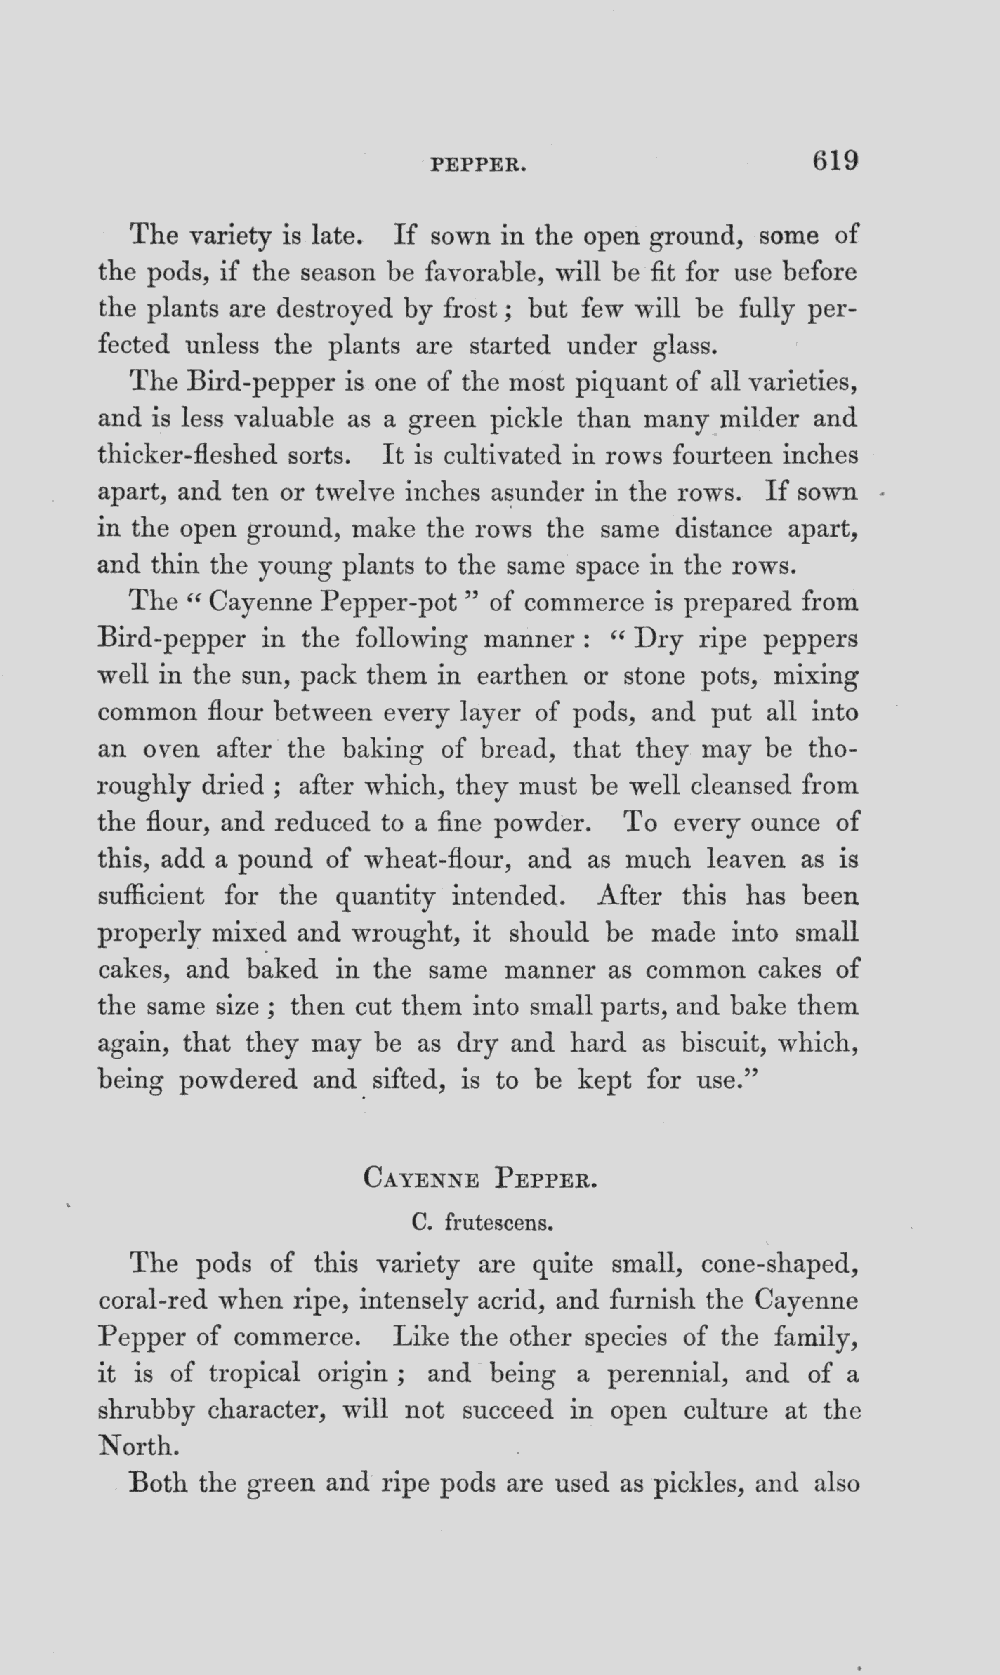 PEPPER. 619
The variety is late. If sown in the open ground, some of
the pods, if the season be favorable, will be fit for use before
the plants are destroyed by frost; but few will be fully per-
fected unless the plants are started under glass.
The Bird-pepper is one of the most piquant of all varieties,
and is less valuable as a green pickle than many milder and
thicker-fleshed sorts. It is cultivated in rows fourteen inches
apart, and ten or twelve inches asunder in the rows. If sown
in the open ground, make the rows the same distance apart,
and thin the young plants to the same space in the rows.
The “ Cayenne Pepper-pot ” of commerce is prepared from
Bird-pepper in the following manner : “ Dry ripe peppers
well in the sun, pack them in earthen or stone pots, mixing
common flour between every layer of pods, and put all into
an oven after the baking of bread, that they may be tho-
roughly dried ; after which, they must be well cleansed from
the flour, and reduced to a fine powder. To every ounce of
this, add a pound of wheat-flour, and as much leaven as is
sufficient for the quantity intended. After this has been
properly mixed and wrought, it should be made into small
cakes, and baked in the same manner as common cakes of
the same size ; then cut them into small parts, and bake them
again, that they may be as dry and hard as biscuit, which,
being powdered and sifted, is to be kept for use.”
CAYENNE PEPPER.
C. frutescens.
The pods of this variety are quite small, cone-shaped,
coral-red when ripe, intensely acrid, and furnish the Cayenne
Pepper of commerce. Like the other species of the family,
it is of tropical origin ; and being a perennial, and of a
shrubby character, will not succeed in open culture at the
North.
Both the green and ripe pods are used as pickles, and also